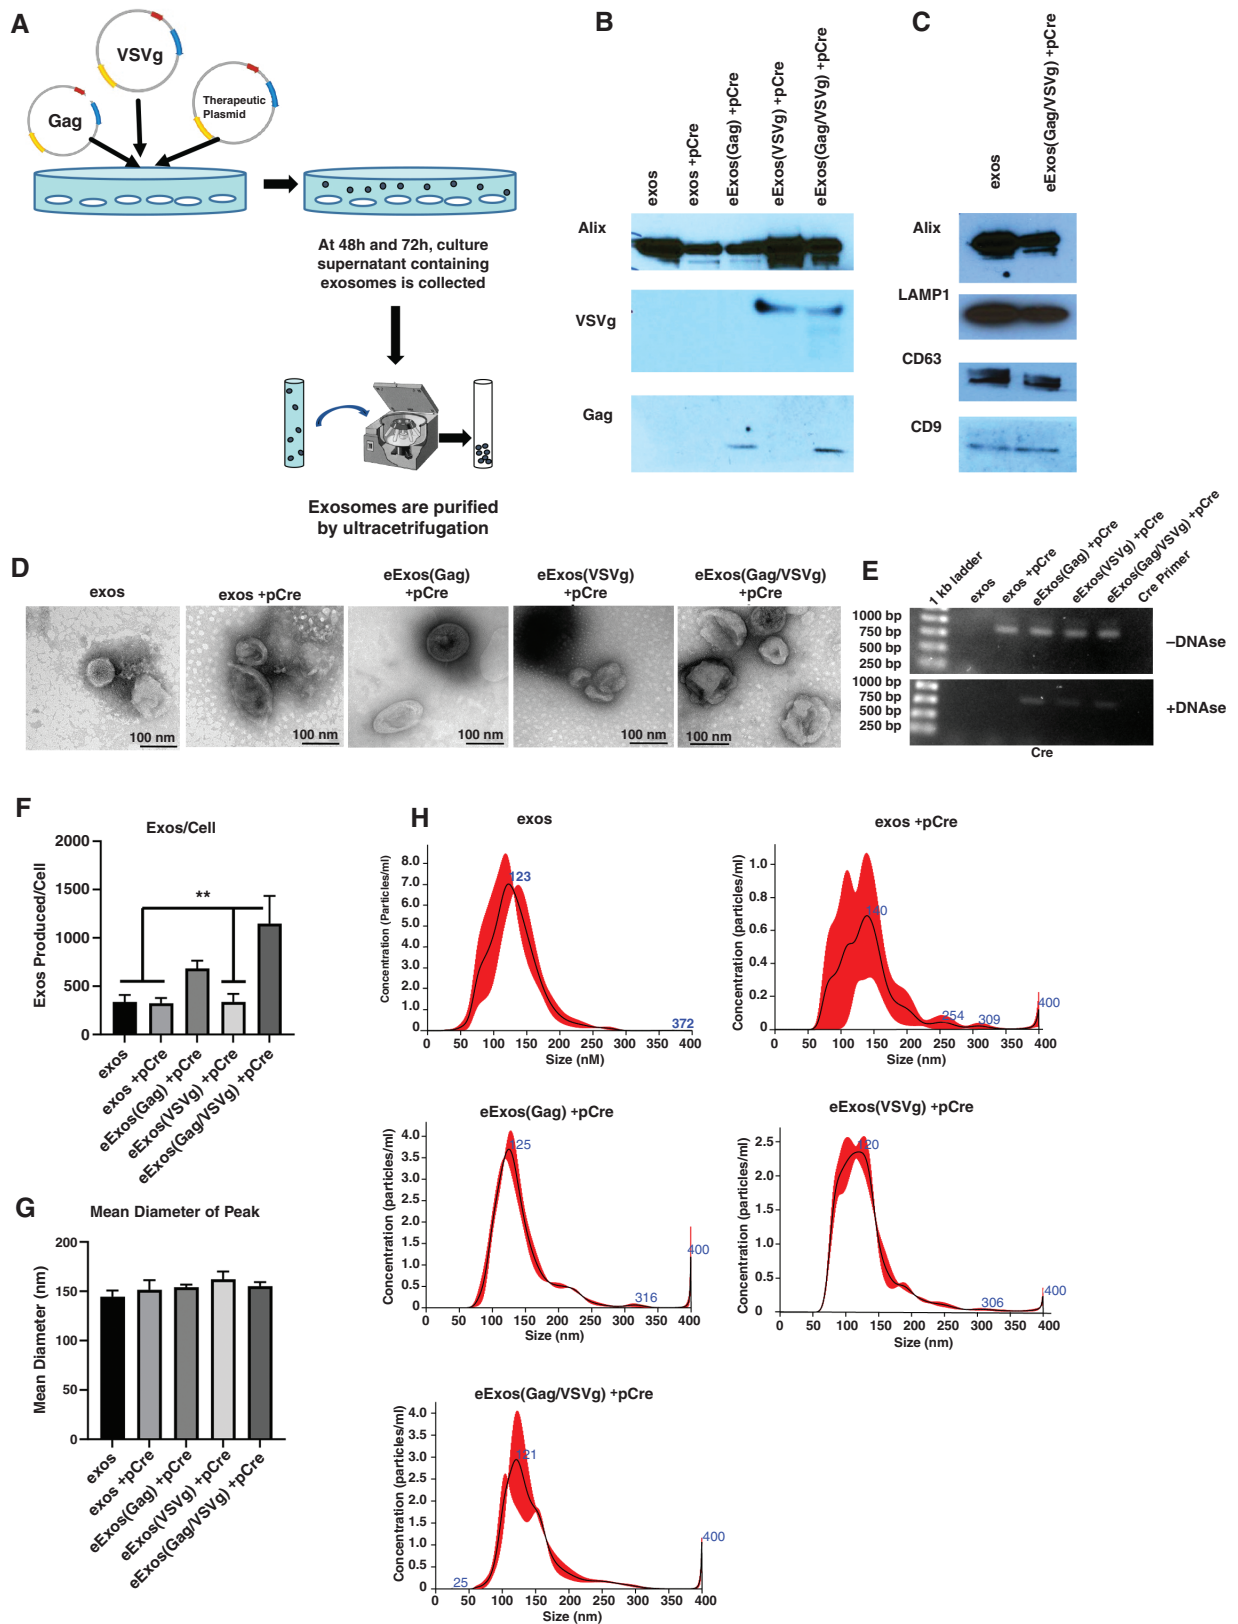 A
VSVg
Gag
Therapeutic
Plasmid
At 48h and 72h, culture
supernatant containing
exosomes is collected
Exosomes are purified
by ultracetrifugation
B
exos
exos +pCre
eExos(Gag) +pCre
eExos(VSVg) +pCre
eExos(Gag/VSVg) +pCre
Alix
VSVg
Gag
C
exos
eExos(Gag/VSVg) +pCre
Alix
LAMP1
CD63
CD9
D
exos
exos +pCre
eExos(Gag)
+pCre
eExos(VSVg)
+pCre
eExos(Gag/VSVg)
+pCre
100 nm
100 nm
100 nm
100 nm
100 nm
E
1 kb ladder
exos
exos +pCre
eExos(Gag) +pCre
eExos(VSVg) +pCre
eExos(Gag/VSVg) +pCre
Cre Primer
1000 bp
750 bp
500 bp
250 bp
–DNAse
1000 bp
750 bp
500 bp
250 bp
+DNAse
Cre
F
Exos/Cell
Exos Produced/Cell
2000
1500
1000
500
0
**
exos
exos +pCre
eExos(Gag) +pCre
eExos(VSVg) +pCre
eExos(Gag/VSVg) +pCre
G
Mean Diameter of Peak
Mean Diameter (nm)
200
150
100
50
0
exos
exos +pCre
eExos(Gag) +pCre
eExos(VSVg) +pCre
eExos(Gag/VSVg) +pCre
H
exos
Concentration (Particles/ml)
8.0
7.0
6.0
5.0
4.0
3.0
2.0
1.0
0
123
372
0 50 100 150 200 250 300 350 400
Size (nM)
exos +pCre
Concentration (particles/ml)
1.0
0.8
0.6
0.4
0.2
0
140
254
309
400
0 50 100 150 200 250 300 350 400
Size (nm)
eExos(Gag) +pCre
Concentration (particles/ml)
4.0
3.5
3.0
2.5
2.0
1.5
1.0
0.5
0
125
316
400
0 50 100 150 200 250 300 350 400
Size (nm)
eExos(VSVg) +pCre
Concentration (particles/ml)
2.5
2.0
1.5
1.0
0.5
0
120
306
400
0 50 100 150 200 250 300 350 400
Size (nm)
eExos(Gag/VSVg) +pCre
Concentration (particles/ml)
4.0
3.5
3.0
2.5
2.0
1.5
1.0
0.5
0
25
121
400
0 50 100 150 200 250 300 350 400
Size (nm)